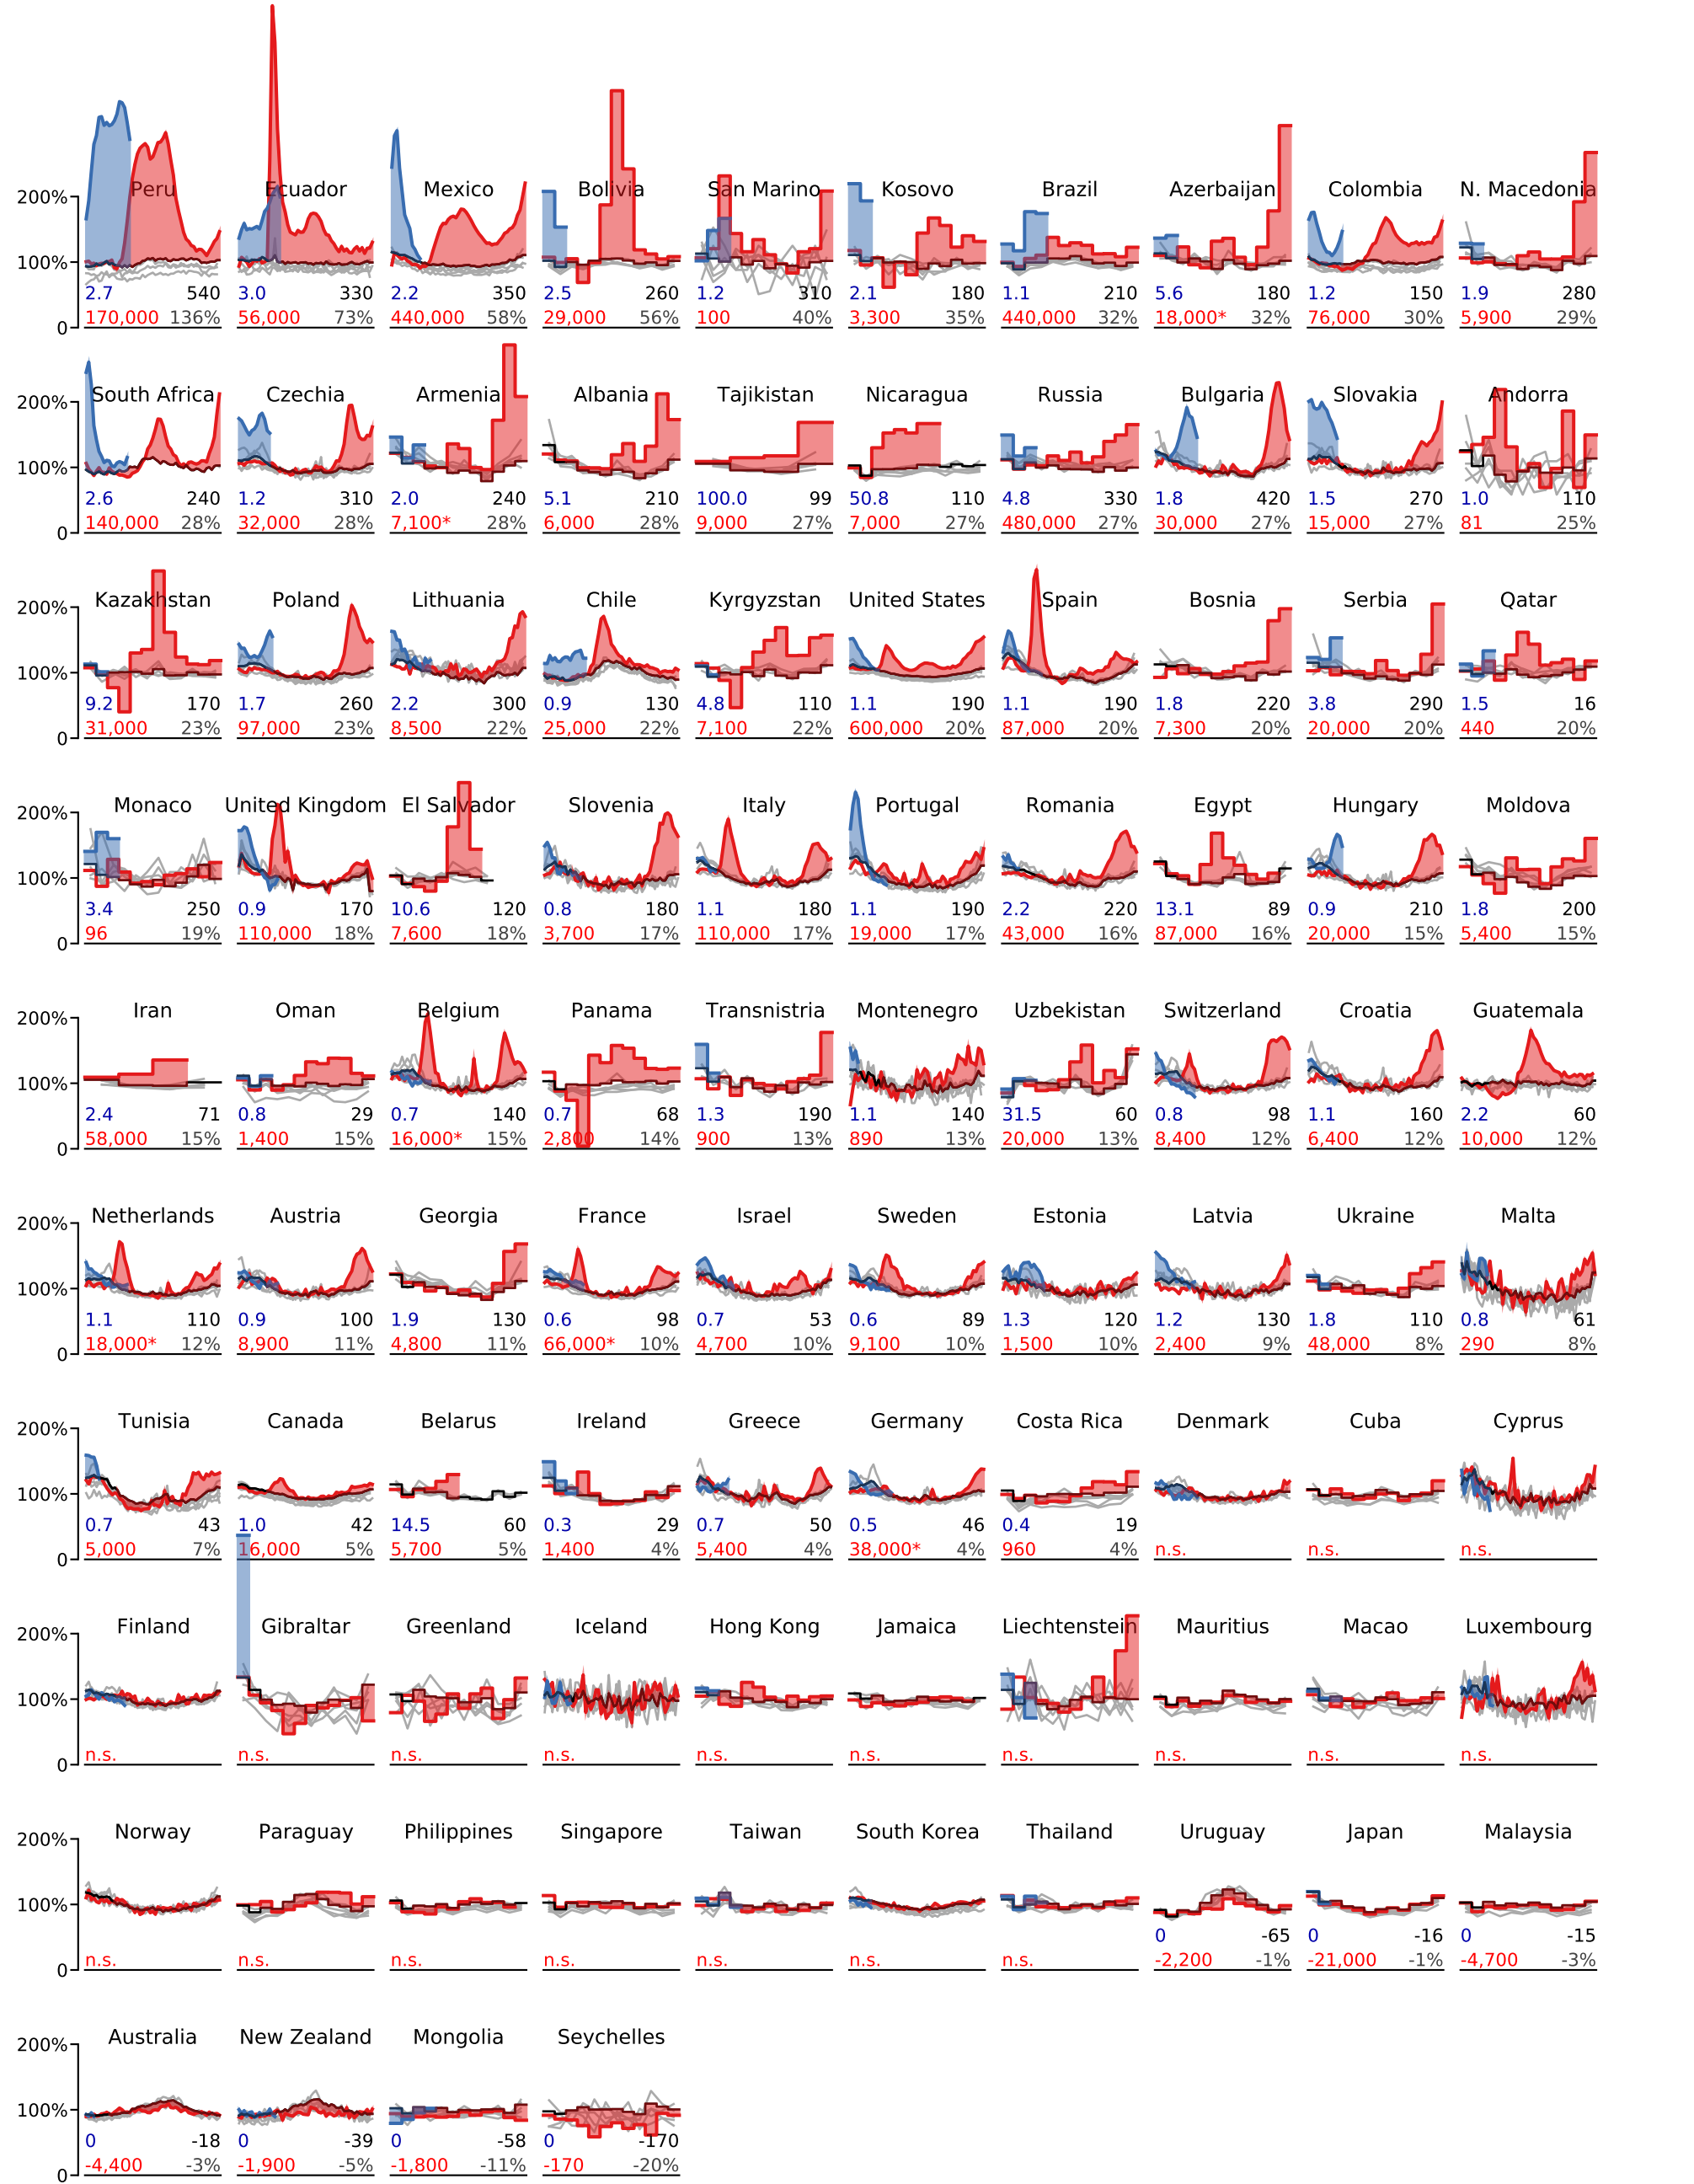 Peru Ecuador Mexico Bolivia San Marino Kosovo Brazil Azerbaijan Colombia N. Macedonia
200%
100%
2.7 540 3.0 330 2.2 350 2.5 260 1.2 310 2.1 180 1.1 210 5.6 180 1.2 150 1.9 280
170,000 136% 56,000 73% 440,000 58% 29,000 56% 100 40% 3,300 35% 440,000 32% 18,000* 32% 76,000 30% 5,900 29%
0
South Africa Czechia Armenia Albania Tajikistan Nicaragua Russia Bulgaria Slovakia Andorra
200%
100%
2.6 240 1.2 310 2.0 240 5.1 210 100.0 99 50.8 110 4.8 330 1.8 420 1.5 270 1.0 110
140,000 28% 32,000 28% 7,100* 28% 6,000 28% 9,000 27% 7,000 27% 480,000 27% 30,000 27% 15,000 27% 81 25%
0
Kazakhstan Poland Lithuania Chile Kyrgyzstan United States Spain Bosnia Serbia Qatar
200%
100%
9.2 170 1.7 260 2.2 300 0.9 130 4.8 110 1.1 190 1.1 190 1.8 220 3.8 290 1.5 16
31,000 23% 97,000 23% 8,500 22% 25,000 22% 7,100 22% 600,000 20% 87,000 20% 7,300 20% 20,000 20% 440 20%
0
Monaco United Kingdom El Salvador Slovenia Italy Portugal Romania Egypt Hungary Moldova
200%
100%
3.4 250 0.9 170 10.6 120 0.8 180 1.1 180 1.1 190 2.2 220 13.1 89 0.9 210 1.8 200
96 19% 110,000 18% 7,600 18% 3,700 17% 110,000 17% 19,000 17% 43,000 16% 87,000 16% 20,000 15% 5,400 15%
0
Iran Oman Belgium Panama Transnistria Montenegro Uzbekistan Switzerland Croatia Guatemala
200%
100%
2.4 71 0.8 29 0.7 140 0.7 68 1.3 190 1.1 140 31.5 60 0.8 98 1.1 160 2.2 60
58,000 15% 1,400 15% 16,000* 15% 2,800 14% 900 13% 890 13% 20,000 13% 8,400 12% 6,400 12% 10,000 12%
0
Netherlands Austria Georgia France Israel Sweden Estonia Latvia Ukraine Malta
200%
100%
1.1 110 0.9 100 1.9 130 0.6 98 0.7 53 0.6 89 1.3 120 1.2 130 1.8 110 0.8 61
18,000* 12% 8,900 11% 4,800 11% 66,000* 10% 4,700 10% 9,100 10% 1,500 10% 2,400 9% 48,000 8% 290 8%
0
Tunisia Canada Belarus Ireland Greece Germany Costa Rica Denmark Cuba Cyprus
200%
100%
0.7 43 1.0 42 14.5 60 0.3 29 0.7 50 0.5 46 0.4 19
5,000 7% 16,000 5% 5,700 5% 1,400 4% 5,400 4% 38,000* 4% 960 4% n.s. n.s. n.s.
0
Finland Gibraltar Greenland Iceland Hong Kong Jamaica Liechtenstein Mauritius Macao Luxembourg
200%
100%
n.s. n.s. n.s. n.s. n.s. n.s. n.s. n.s. n.s. n.s.
0
Norway Paraguay Philippines Singapore Taiwan South Korea Thailand Uruguay Japan Malaysia
200%
100%
0 -65 0 -16 0 -15
n.s. n.s. n.s. n.s. n.s. n.s. n.s. -2,200 -1% -21,000 -1% -4,700 -3%
0
Australia New Zealand Mongolia Seychelles
200%
100%
0 -18 0 -39 0 -58 0 -170
-4,400 -3% -1,900 -5% -1,800 -11% -170 -20%
0